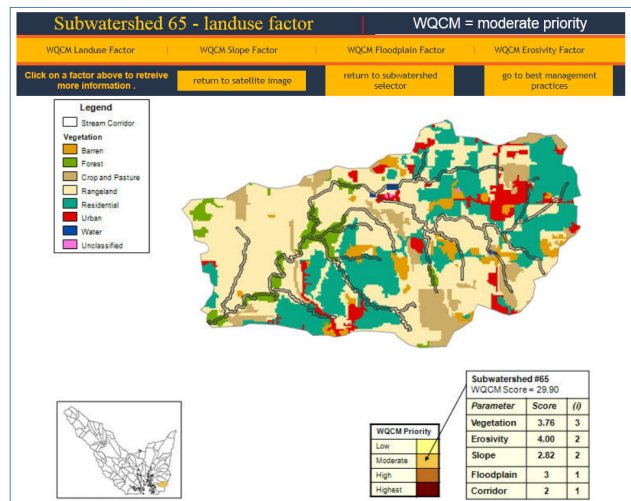 Subwatershed 65 - landuse factor
WQCM = moderate priority
WQCM Landuse Factor
WQCM Slope Factor
WQCM Floodplain Factor
WQCM Erosivity Factor
Click on a factor above to retreive
more information .
return to satellite image
return to subwatershed
selector
go to best management
practices
Legend
Stream Corridor
Vegetation
Barren
Forest
Crop and Pasture
Rangeland
Residential
Urban
Water
Unclassified
WQCM Priority
Low
Moderate
High
Highest
Subwatershed #65
WQCM Score = 29.90
Parameter Score (i)
Vegetation 3.76 3
Erosivity 4.00 2
Slope 2.82 2
Floodplain 3 1
Corridor 2 1